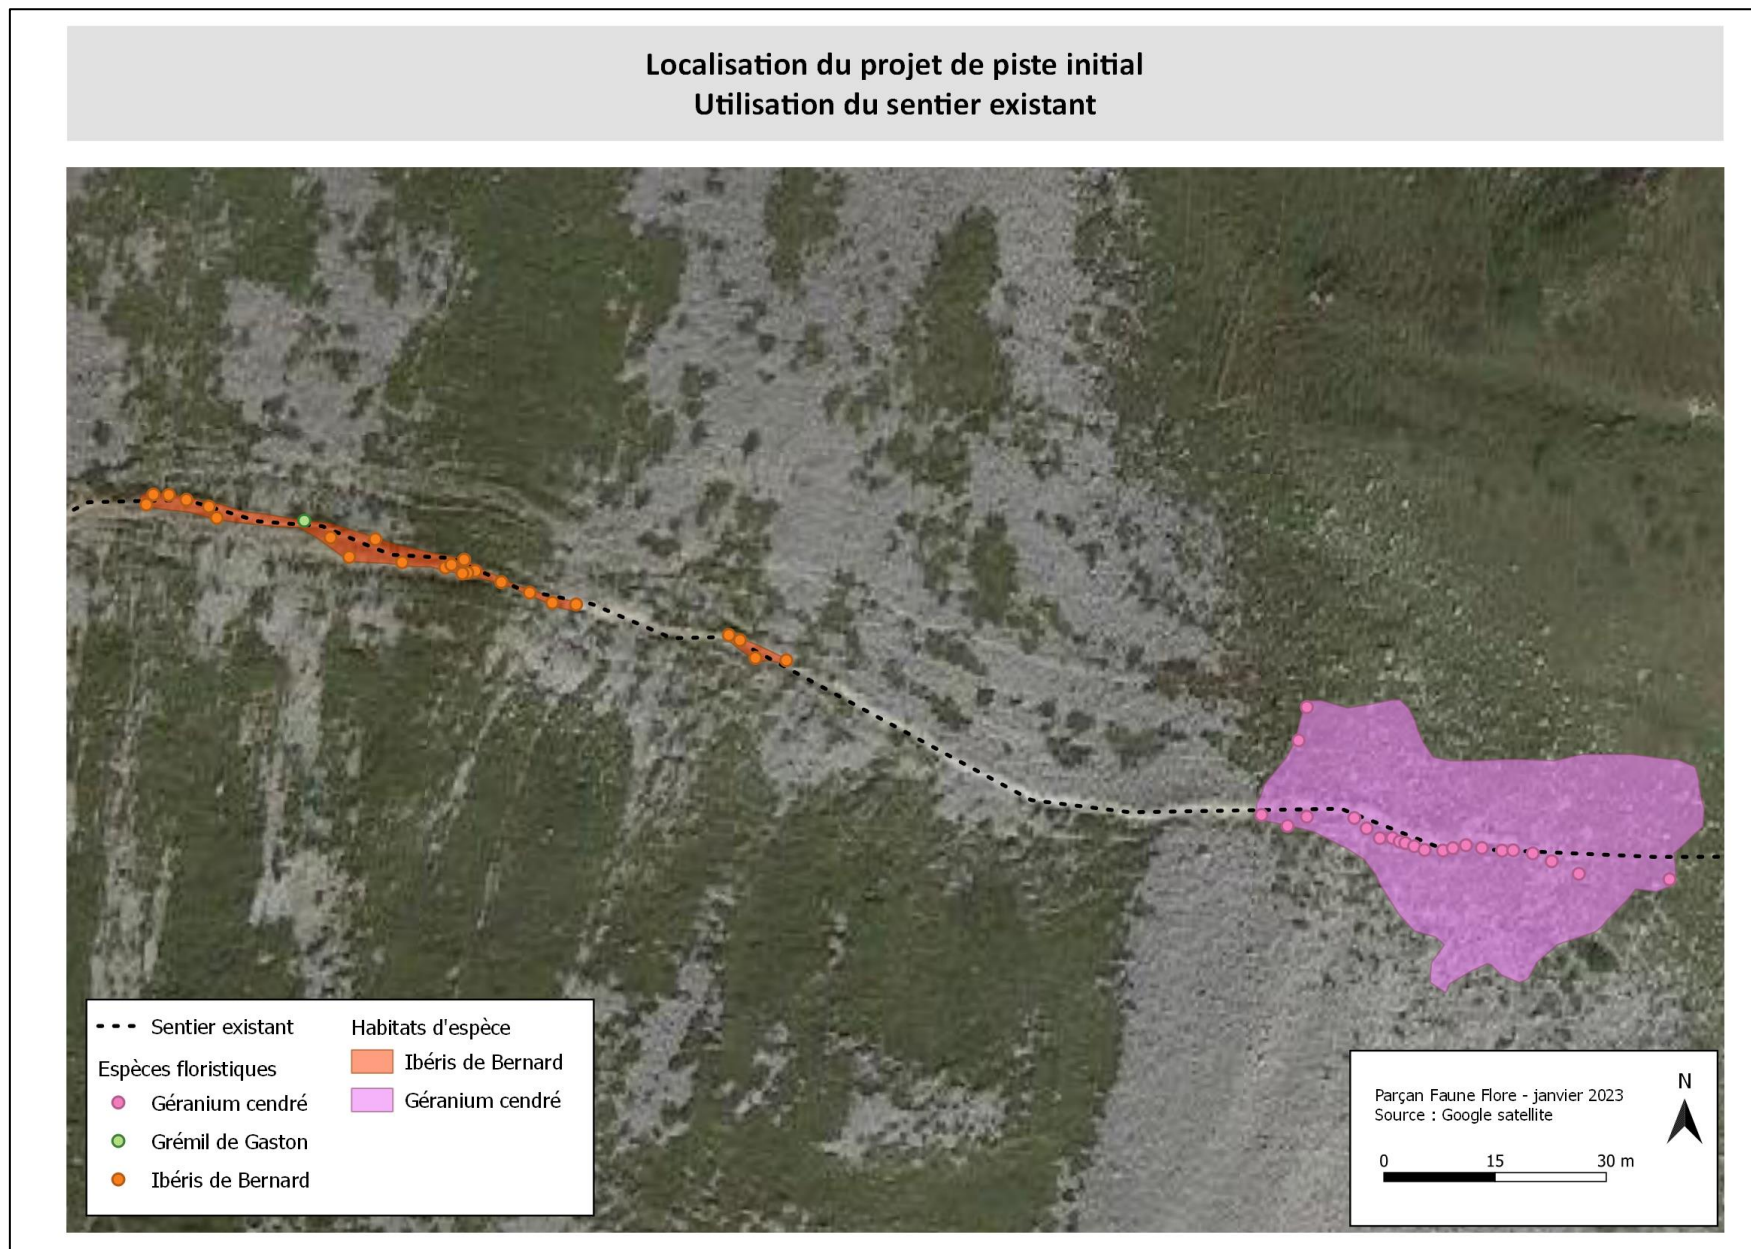 Localisation du projet de piste initial
Utilisation du sentier existant
Sentier existant
Espèces floristiques
Géranium cendré
Grémil de Gaston
Ibéris de Bernard
Habitats d'espèce
Ibéris de Bernard
Géranium cendré
Parçan Faune Flore - janvier 2023
Source : Google satellite
N
0 15 30 m